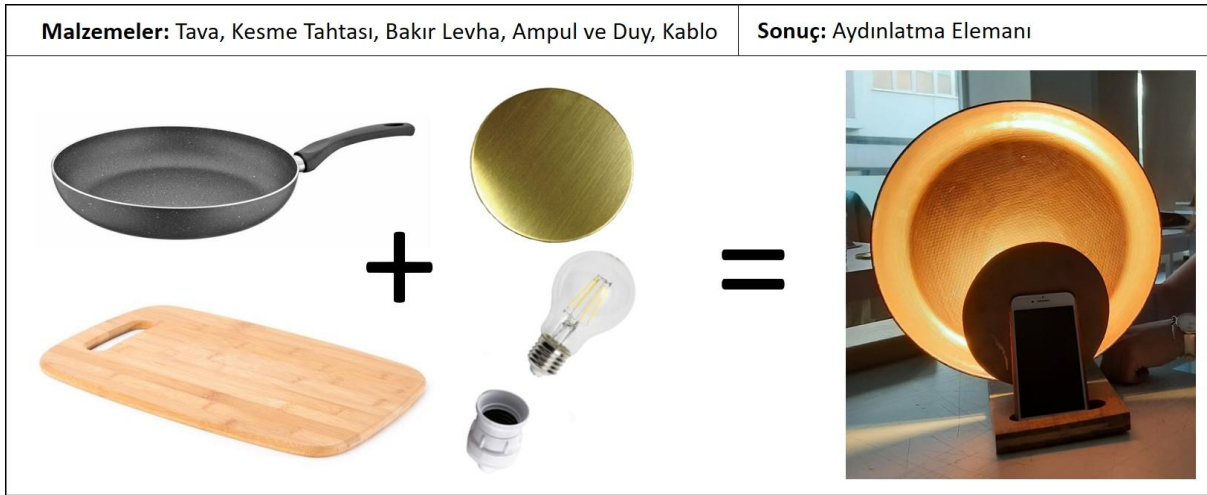 Malzemeler: Tava, Kesme Tahtası, Bakır Levha, Ampul ve Duy, Kablo
Sonuç: Aydınlatma Elemanı